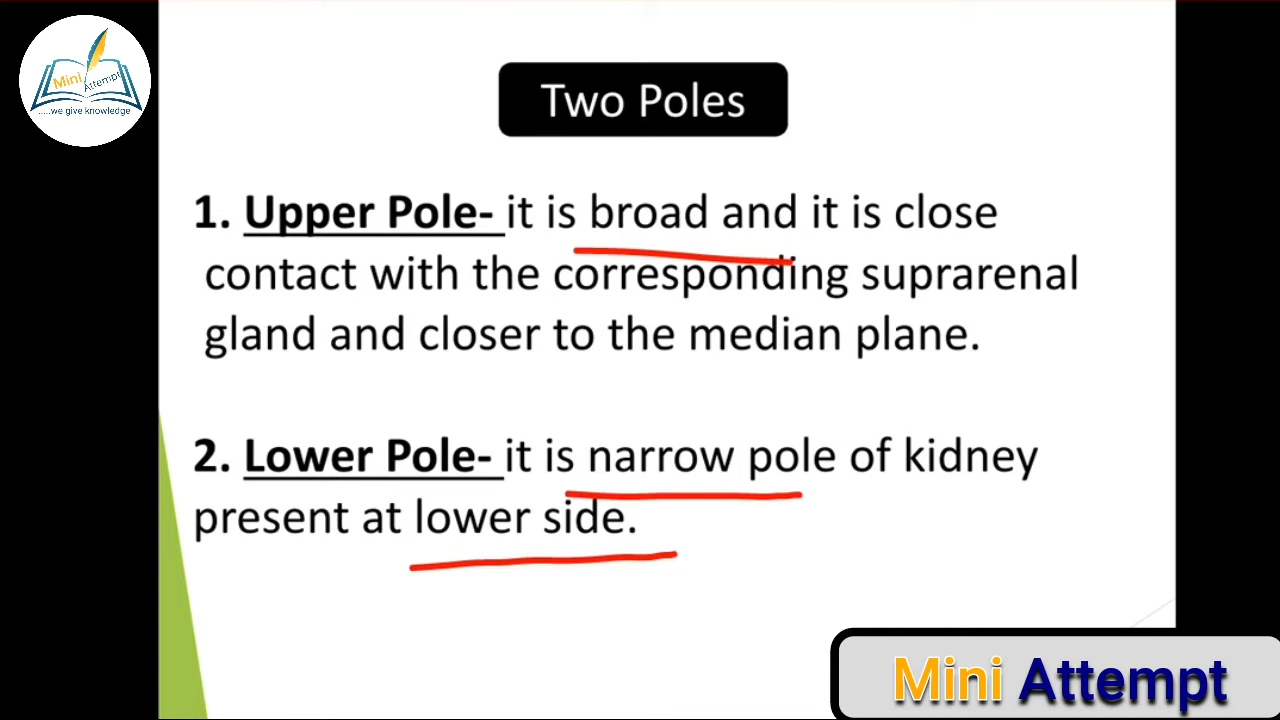 Mini Attempt
.....we give knowledge
Two Poles
1. Upper Pole- it is broad and it is close
contact with the corresponding suprarenal
gland and closer to the median plane.
2. Lower Pole- it is narrow pole of kidney
present at lower side.
Mini Attempt